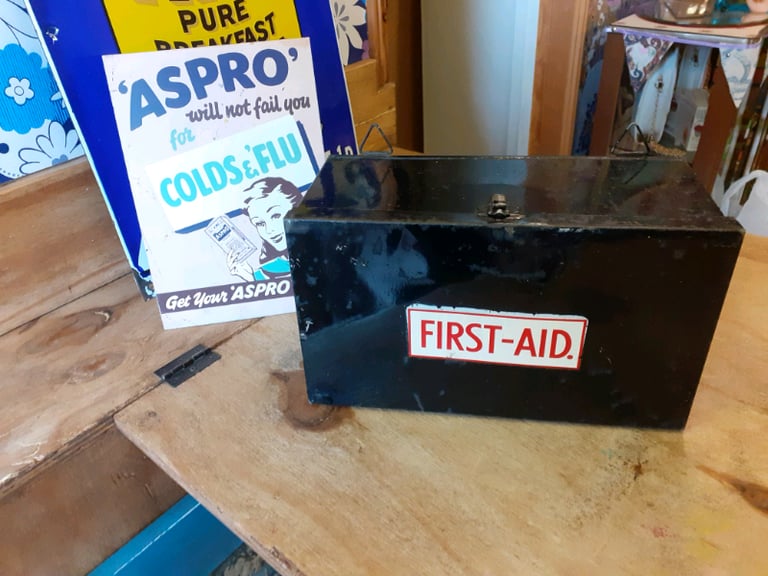 PURE
BREAKFAST
'ASPRO'
will not fail you
for
COLDS & 'FLU
Get Your 'ASPRO
FIRST-AID.